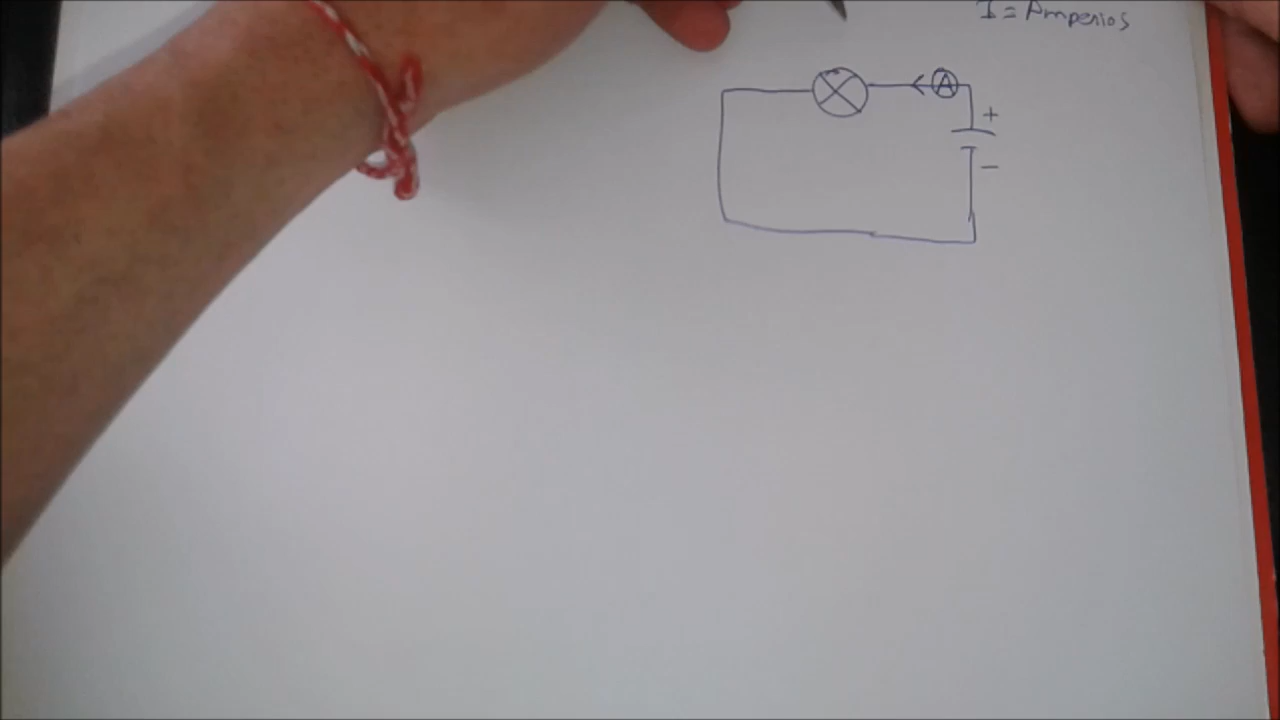 I = Amperios
A
+
-